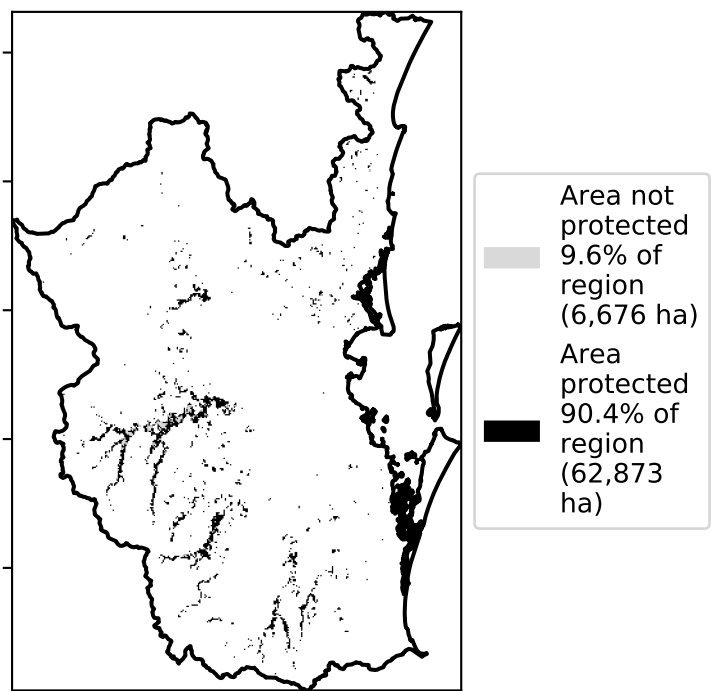 Area not
protected
9.6% of
region
(6,676 ha)
Area
protected
90.4% of
region
(62,873
ha)